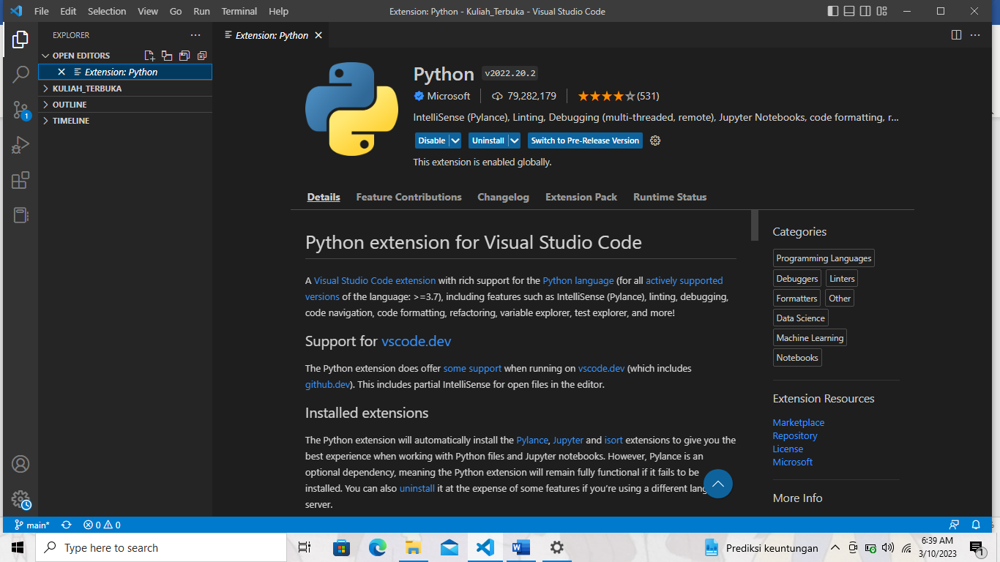 File Edit Selection View Go Run Terminal Help
Extension: Python - Kuliah_Terbuka - Visual Studio Code
EXPLORER
OPEN EDITORS
Extension: Python
KULIAH_TERBUKA
OUTLINE
TIMELINE
1
Extension: Python
Python v2022.20.2
Microsoft 79,282,179 (531)
IntelliSense (Pylance), Linting, Debugging (multi-threaded, remote), Jupyter Notebooks, code formatting, r...
Disable Uninstall Switch to Pre-Release Version
This extension is enabled globally.
Details Feature Contributions Changelog Extension Pack Runtime Status
Python extension for Visual Studio Code
A Visual Studio Code extension with rich support for the Python language (for all actively supported
versions of the language: >=3.7), including features such as IntelliSense (Pylance), linting, debugging,
code navigation, code formatting, refactoring, variable explorer, test explorer, and more!
Support for vscode.dev
The Python extension does offer some support when running on vscode.dev (which includes
github.dev). This includes partial IntelliSense for open files in the editor.
Installed extensions
The Python extension will automatically install the Pylance, Jupyter and isort extensions to give you the
best experience when working with Python files and Jupyter notebooks. However, Pylance is an
optional dependency, meaning the Python extension will remain fully functional if it fails to be
installed. You can also uninstall it at the expense of some features if you're using a different lang
server.
Categories
Programming Languages
Debuggers Linters
Formatters Other
Data Science
Machine Learning
Notebooks
Extension Resources
Marketplace
Repository
License
Microsoft
More Info
main* 0 0
Type here to search
Prediksi keuntungan
6:39 AM
3/10/2023
1